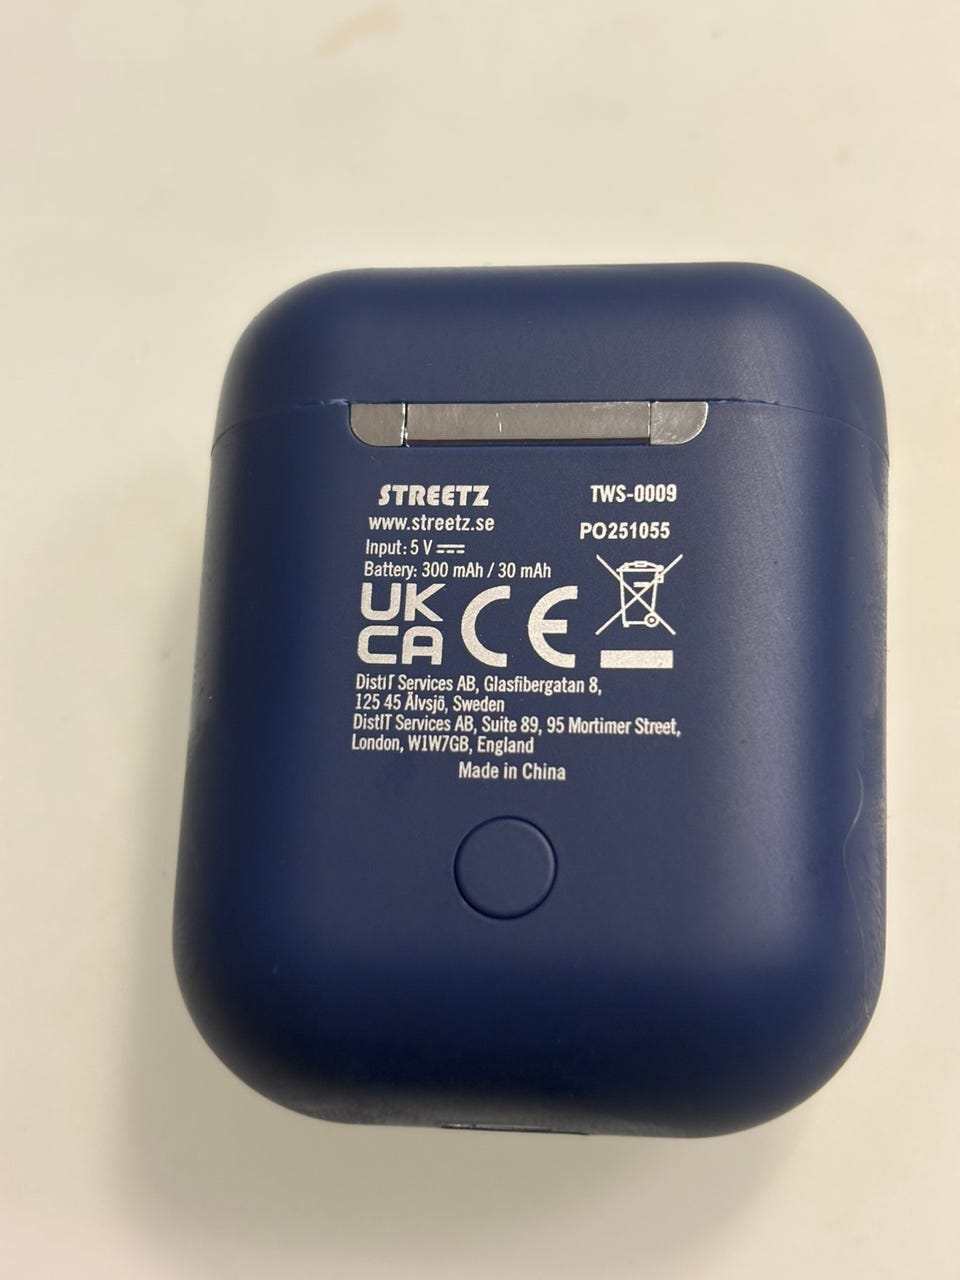 STREETZ TWS-0009
www.streetz.se PO251055
Input: 5 V
Battery: 300 mAh / 30 mAh
UK
CA CE
DistIT Services AB, Glasfibergatan 8,
125 45 Älvsjö, Sweden
DistIT Services AB, Suite 89, 95 Mortimer Street,
London, W1W7GB, England
Made in China